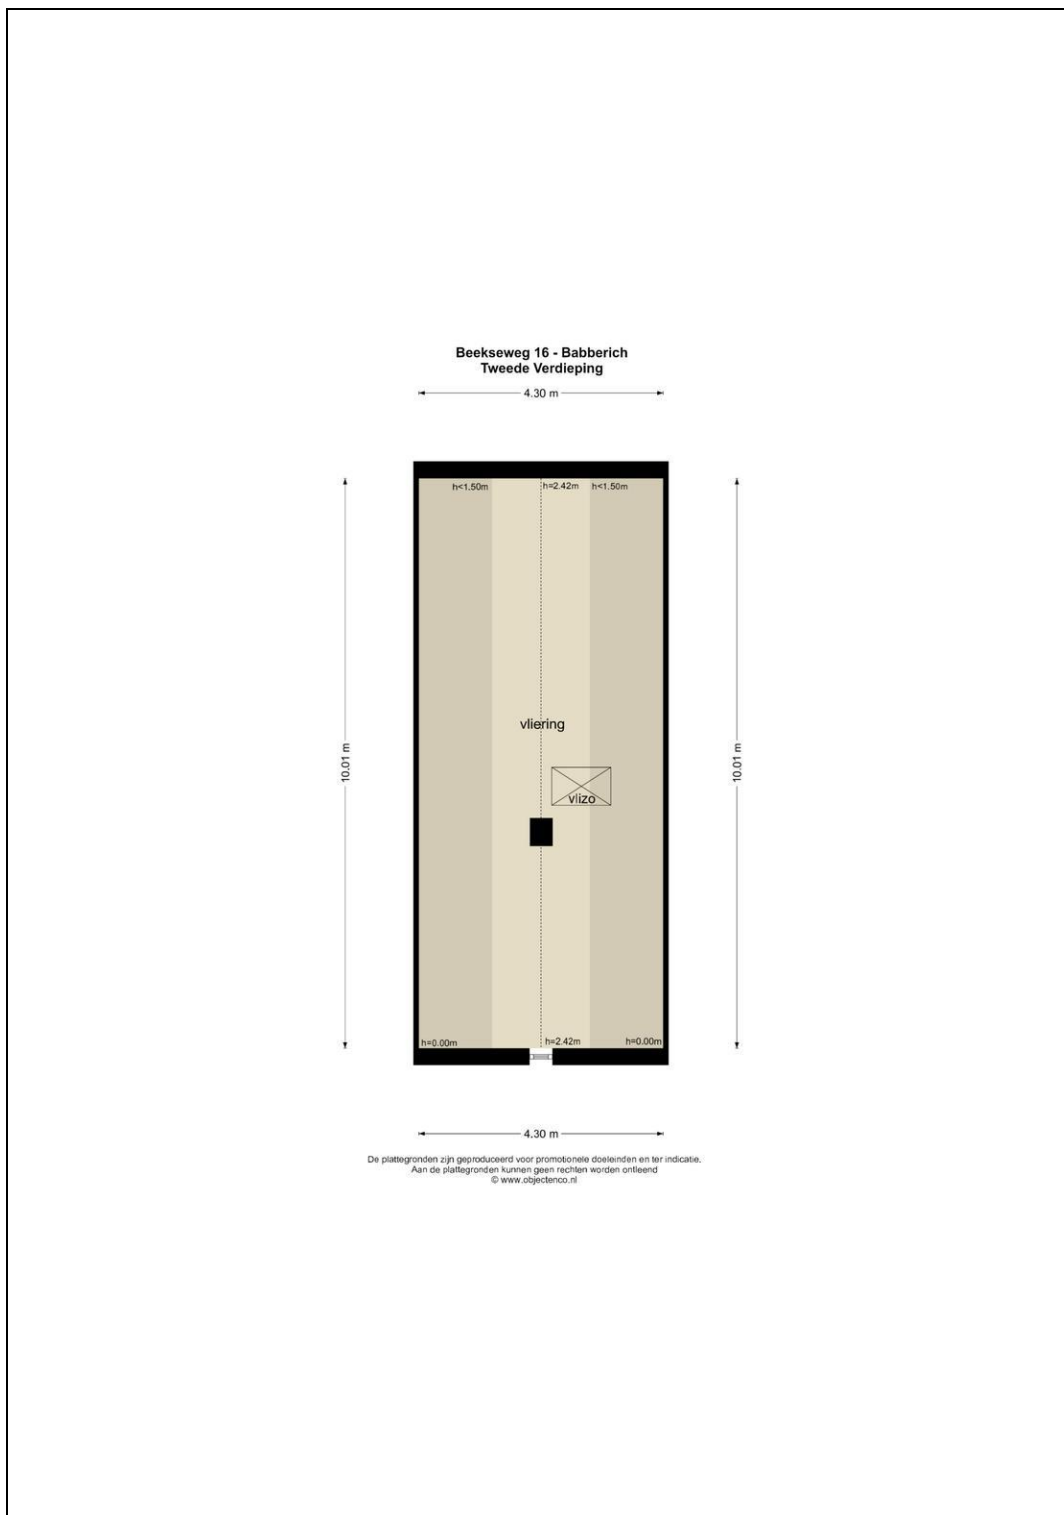 Beekseweg 16 - Babberich
Tweede Verdieping
4.30 m
h<1.50m
h=2.42m
h<1.50m
10.01 m
10.01 m
vliering
vlizo
h=0.00m
h=2.42m
h=0.00m
4.30 m
De plattegronden zijn geproduceerd voor promotionele doeleinden en ter indicatie.
Aan de plattegronden kunnen geen rechten worden ontleend
© www.objectenco.nl